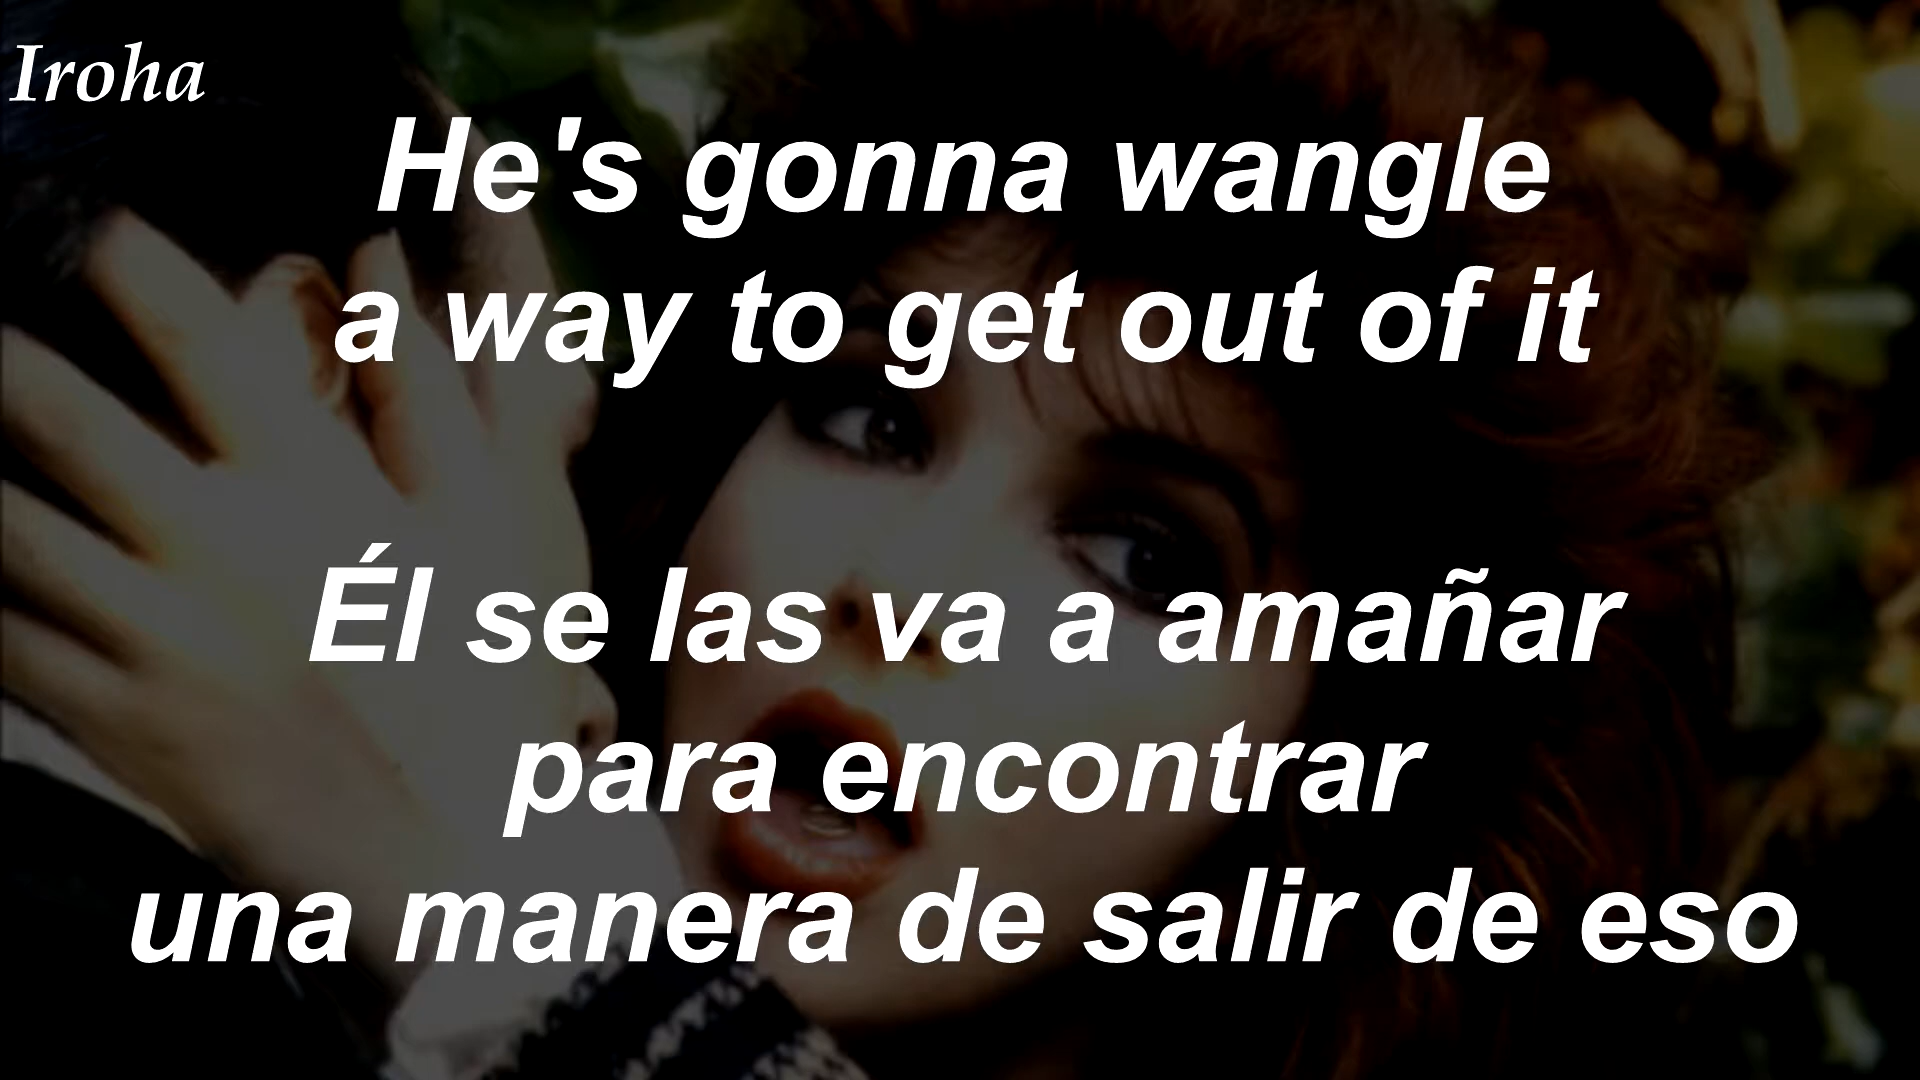 Iroha
He's gonna wangle
a way to get out of it
Él se las va a amañar
para encontrar
una manera de salir de eso